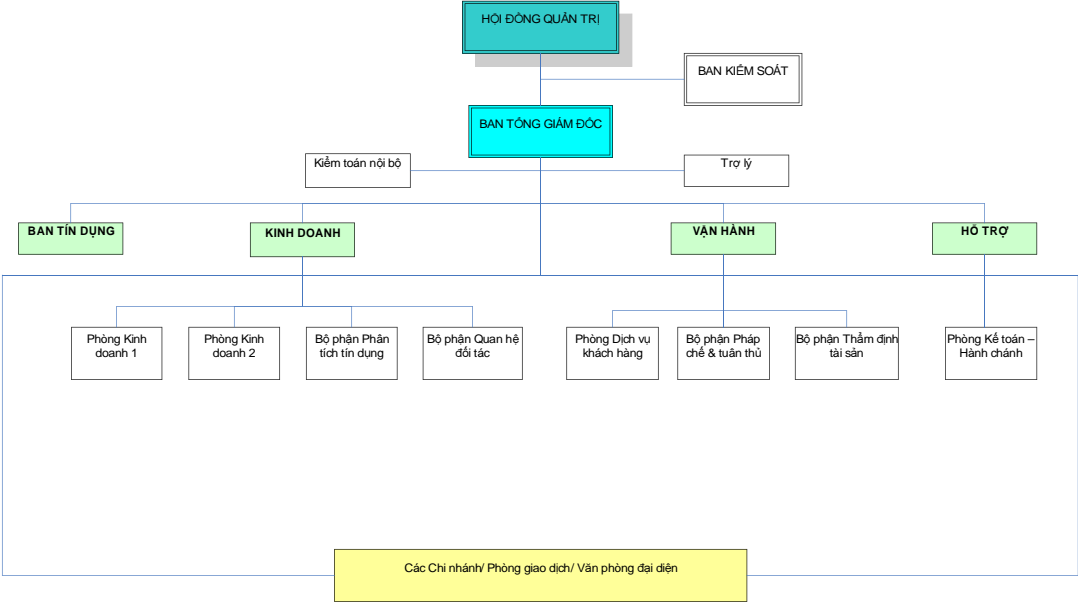 HỘI ĐỒNG QUẢN TRỊ
BAN KIỂM SOÁT
BAN TỔNG GIÁM ĐỐC
Kiểm toán nội bộ
Trợ lý
BAN TÍN DỤNG
KINH DOANH
VẬN HÀNH
HỖ TRỢ
Phòng Kinh
doanh 1
Phòng Kinh
doanh 2
Bộ phận Phân
tích tín dụng
Bộ phận Quan hệ
đối tác
Phòng Dịch vụ
khách hàng
Bộ phận Pháp
chế & tuân thủ
Bộ phận Thẩm định
tài sản
Phòng Kế toán –
Hành chánh
Các Chi nhánh/ Phòng giao dịch/ Văn phòng đại diện